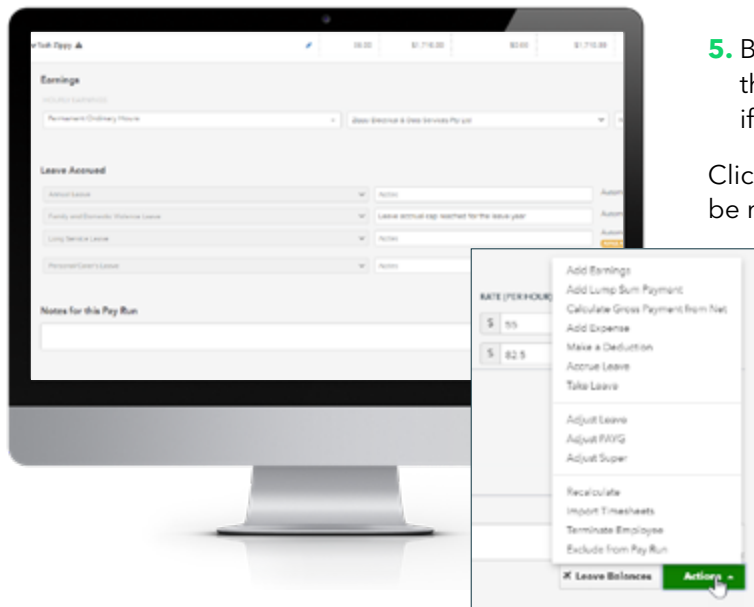 Earnings
Permanent Ordinary Hours
Leave Accrued
Annual Leave
Notes
Family and Domestic Violence Leave
Leave accrual cap reached for the leave year
Long Service Leave
Notes
Personal/Carer's Leave
Notes
Notes for this Pay Run
5. B
th
if
Clic
be r
RATE (PER HOUR)
$ 55
$ 82.5
Add Earnings
Add Lump Sum Payment
Calculate Gross Payment from Net
Add Expense
Make a Deduction
Accrue Leave
Take Leave
Adjust Leave
Adjust PAYG
Adjust Super
Recalculate
Import Timesheets
Terminate Employee
Exclude from Pay Run
X Leave Balances
Actions